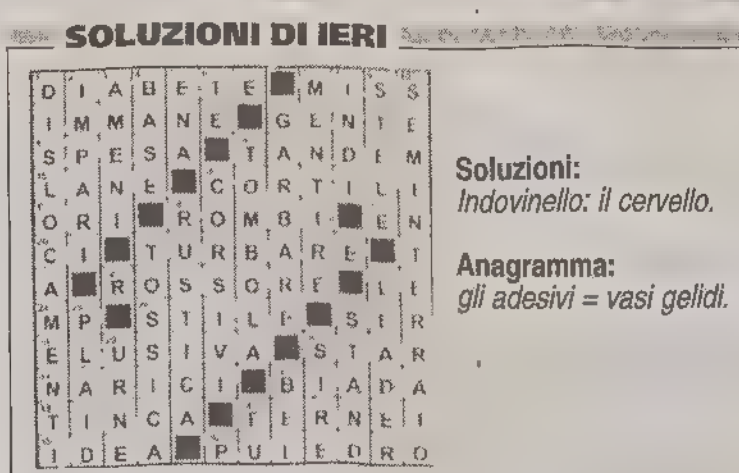 SOLUZIONI DI IERI
D I A B E T E M I S S
I M M A N E G E N T E
S P E S A T A N D E M
L A N E C O R T I L I
O R I R O M B I E N
C I T U R B A R E T
A R O S S O R E L E
M P S T I L E S E R
E L U S I V A S T A R
N A R I C I B I A D A
T I N C A T E R N E I
I D E A P U L E D R O
Soluzioni:
Indovinello: il cervello.
Anagramma:
gli adesivi = vasi gelidi.